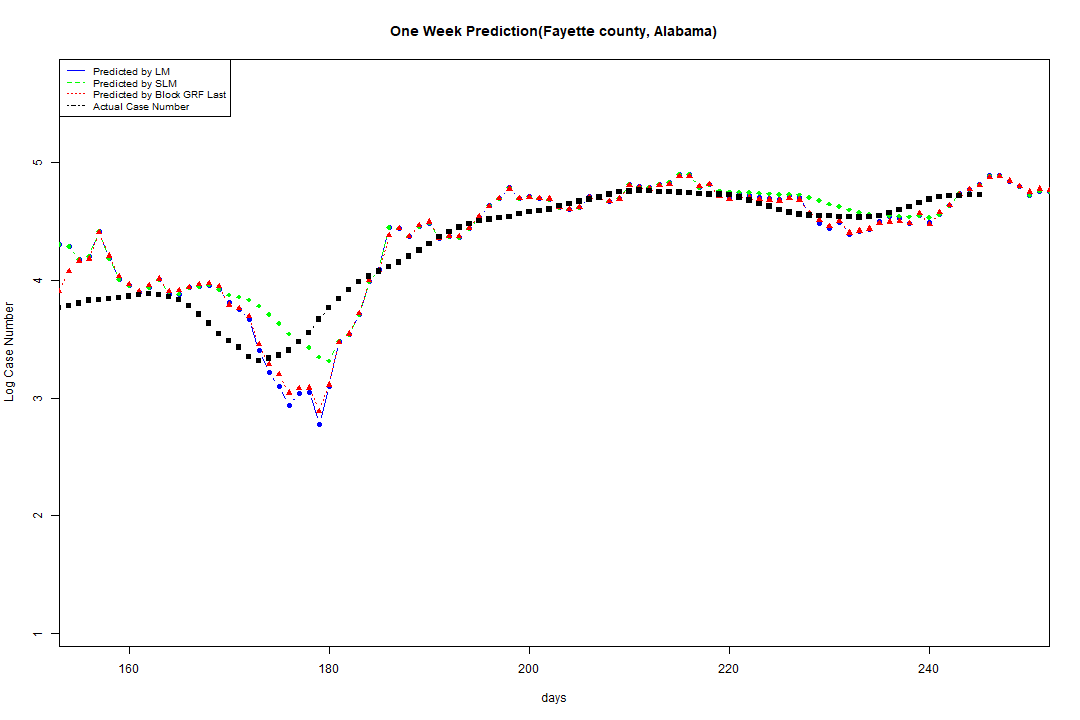 One Week Prediction(Fayette county, Alabama)
Predicted by LM
Predicted by SLM
Predicted by Block GRF Last
Actual Case Number
5
4
3
2
1
Log Case Number
160 180 200 220 240
days